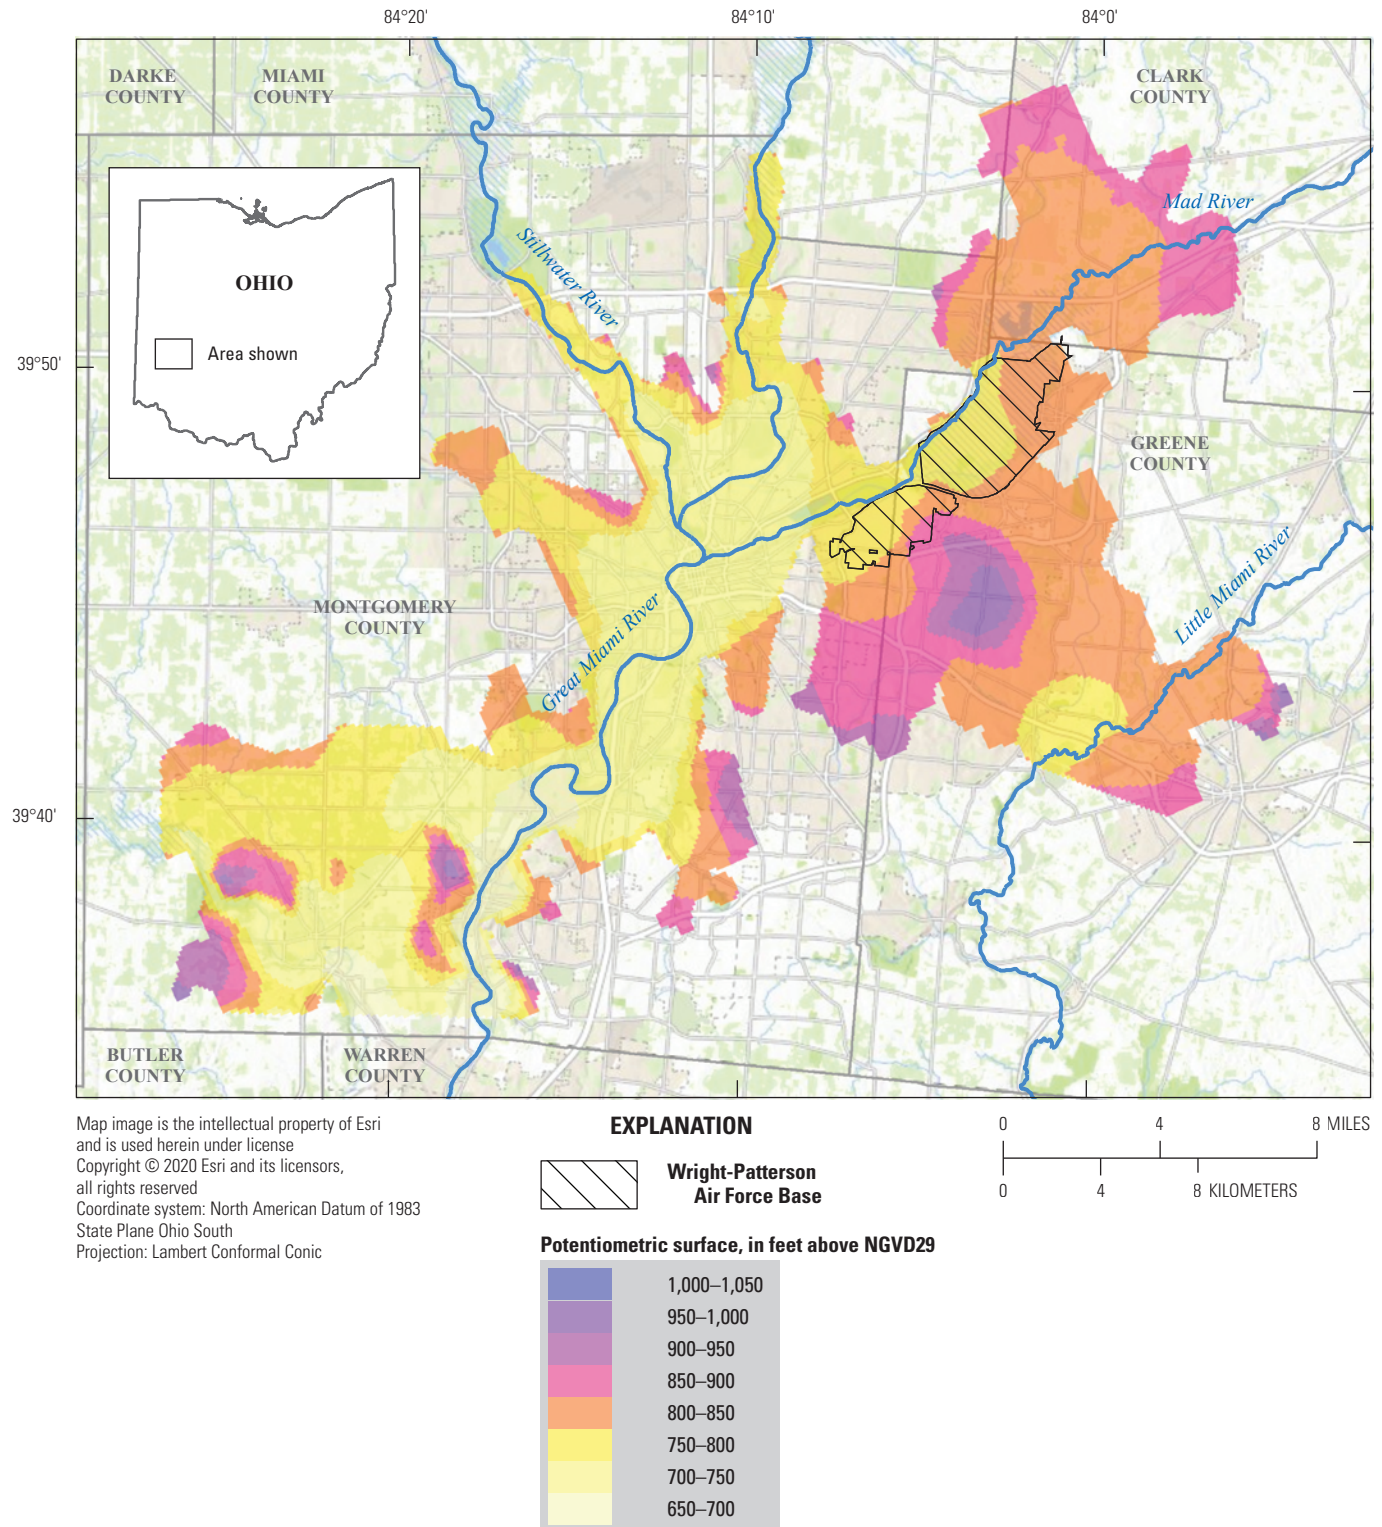 84°20'
84°10'
84°0'
DARKE
COUNTY
MIAMI
COUNTY
CLARK
COUNTY
Mad River
Stillwater River
OHIO
Area shown
39°50'
GREENE
COUNTY
Little Miami River
MONTGOMERY
COUNTY
Great Miami River
39°40'
BUTLER
COUNTY
WARREN
COUNTY
Map image is the intellectual property of Esri
and is used herein under license
Copyright © 2020 Esri and its licensors,
all rights reserved
Coordinate system: North American Datum of 1983
State Plane Ohio South
Projection: Lambert Conformal Conic
EXPLANATION
Wright-Patterson
Air Force Base
0 4 8 MILES
0 4 8 KILOMETERS
Potentiometric surface, in feet above NGVD29
1,000–1,050
950–1,000
900–950
850–900
800–850
750–800
700–750
650–700